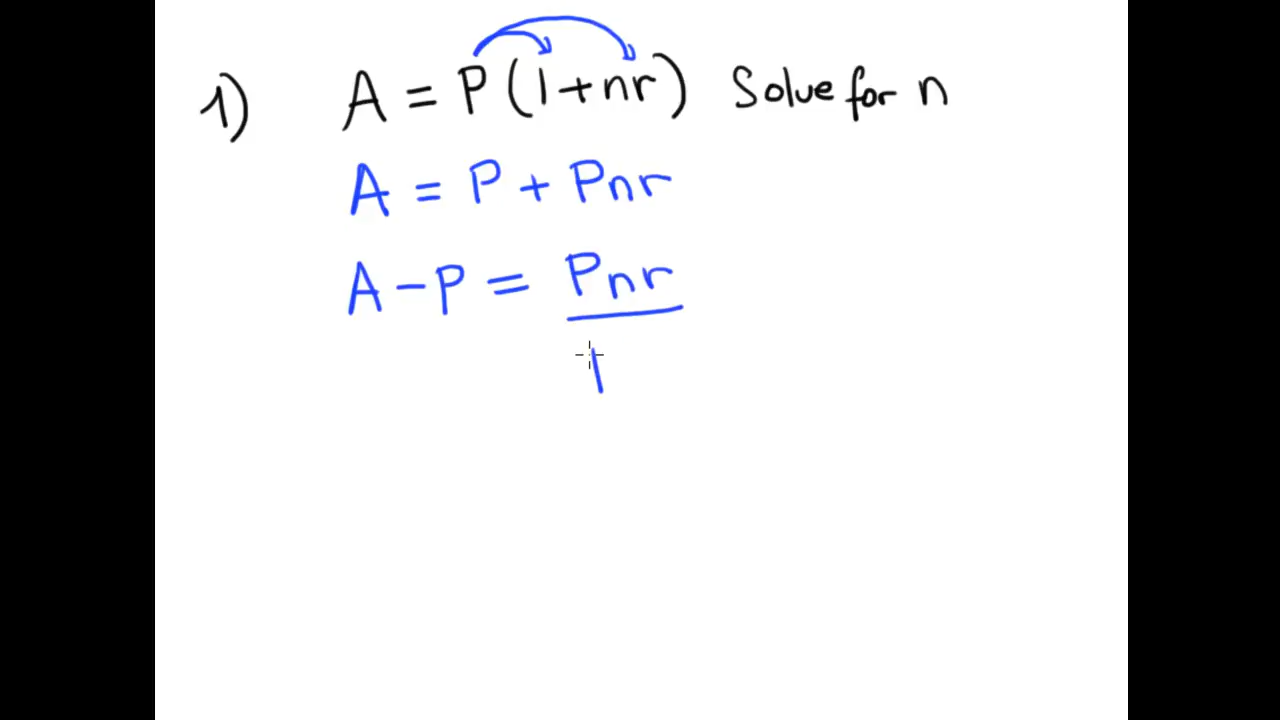 1) A = P (1 + nr) Solve for n
A = P + Pnr
A - P = Pnr